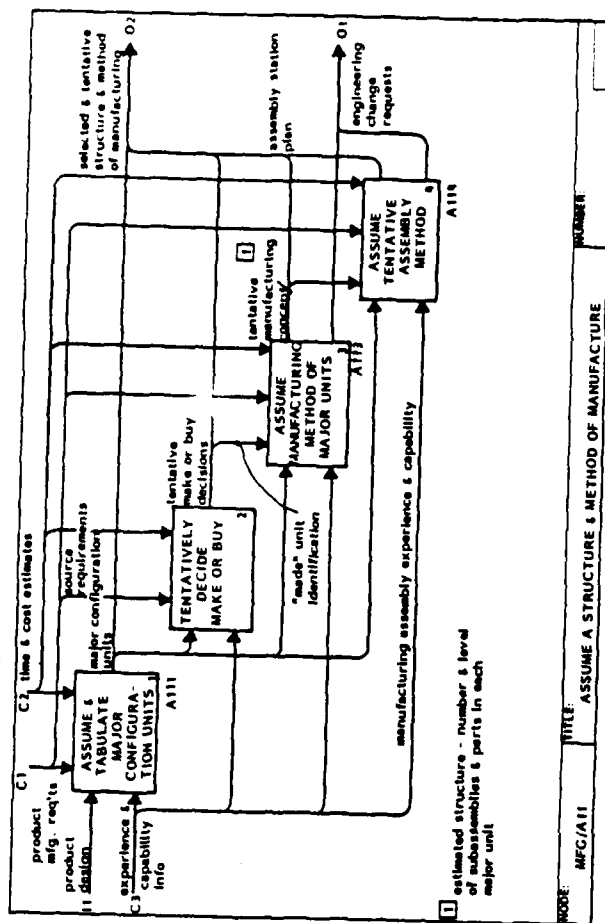 C1
C2 time & cost estimates
product
mfg. req'ts
product
I1 design
experience &
C3 capability
info
ASSUME &
TABULATE
MAJOR
CONFIGURA-
TION UNITS
1
A111
source
requirements
major configuration
units
TENTATIVELY
DECIDE
MAKE OR BUY
2
tentative
make or buy
decisions
"made" unit
identification
ASSUME
MANUFACTURING
METHOD OF
MAJOR UNITS
3
A113
tentative
manufacturing
concept
1
ASSUME
TENTATIVE
ASSEMBLY
METHOD
4
A114
selected & tentative
structure & method
of manufacturing
O2
assembly station
plan
engineering
change
requests
O1
manufacturing assembly experience & capability
1 estimated structure - number & level
of subassemblies & parts in each
major unit
NODE: MFG/A11
TITLE: ASSUME A STRUCTURE & METHOD OF MANUFACTURE
NUMBER: